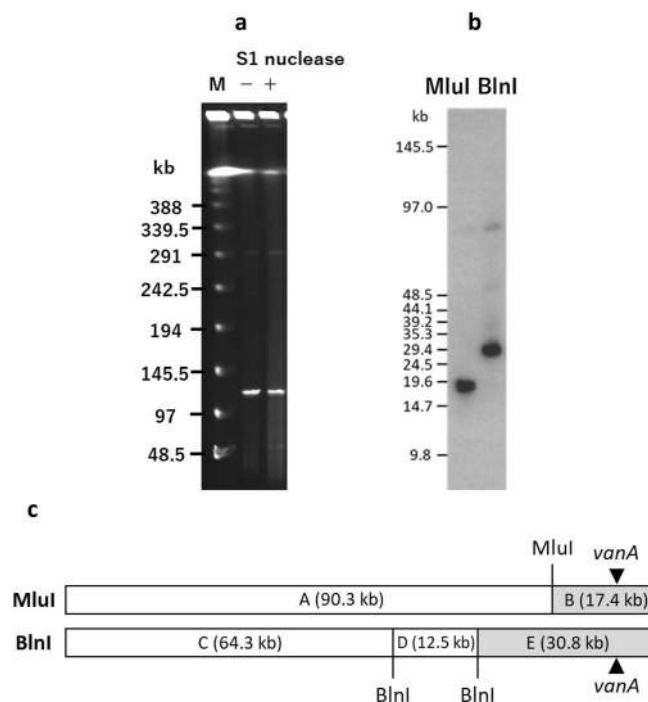 a
b
S1 nuclease
M − +
MluI BlnI
kb
388
339.5
291
242.5
194
145.5
97
48.5
kb
145.5
97.0
48.5
44.1
39.2
35.3
29.4
24.5
19.6
14.7
9.8
c
MluI
vanA
MluI
A (90.3 kb)
B (17.4 kb)
BlnI
C (64.3 kb)
D (12.5 kb)
E (30.8 kb)
BlnI
BlnI
vanA